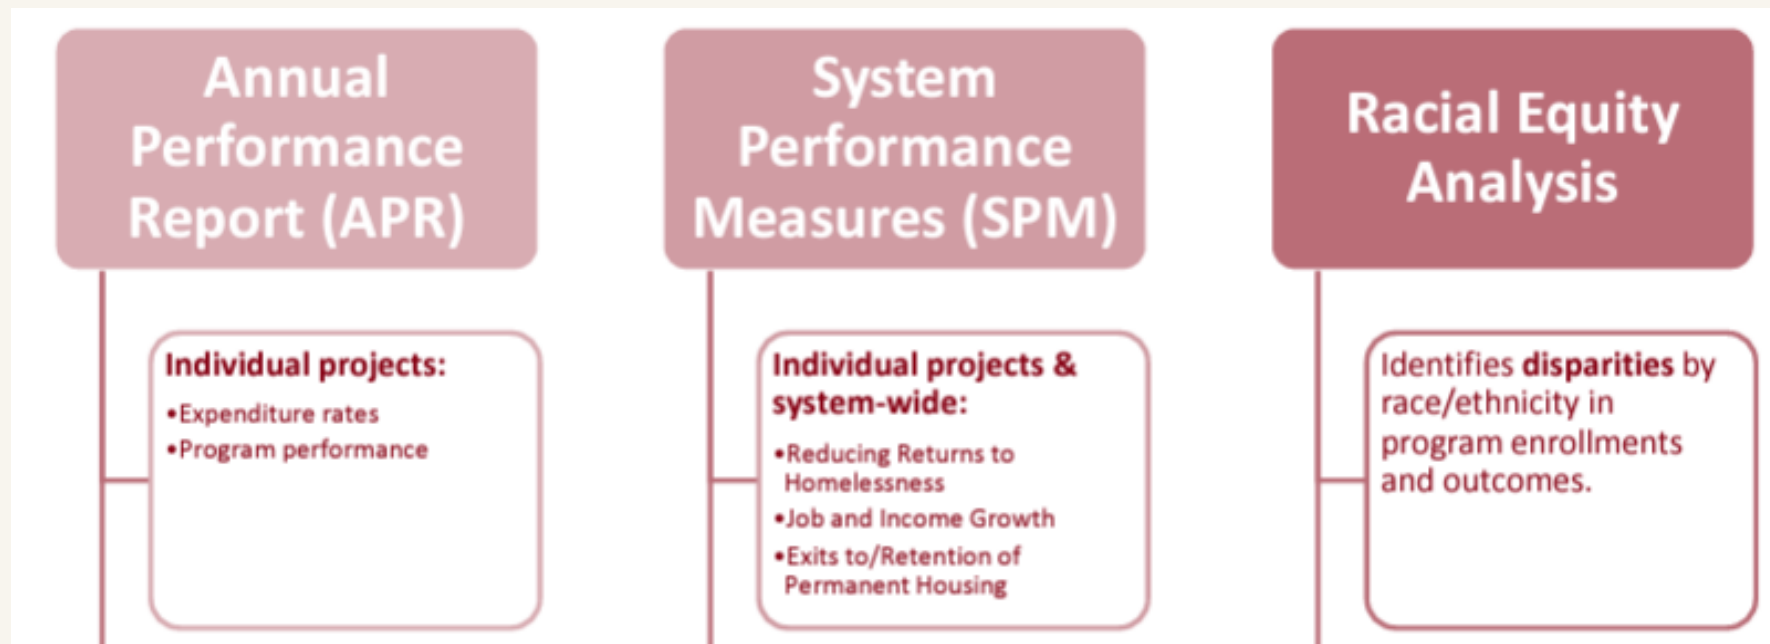 Annual
Performance
Report (APR)
Individual projects:
•Expenditure rates
•Program performance
System
Performance
Measures (SPM)
Individual projects &
system-wide:
•Reducing Returns to
Homelessness
•Job and Income Growth
•Exits to/Retention of
Permanent Housing
Racial Equity
Analysis
Identifies disparities by
race/ethnicity in
program enrollments
and outcomes.